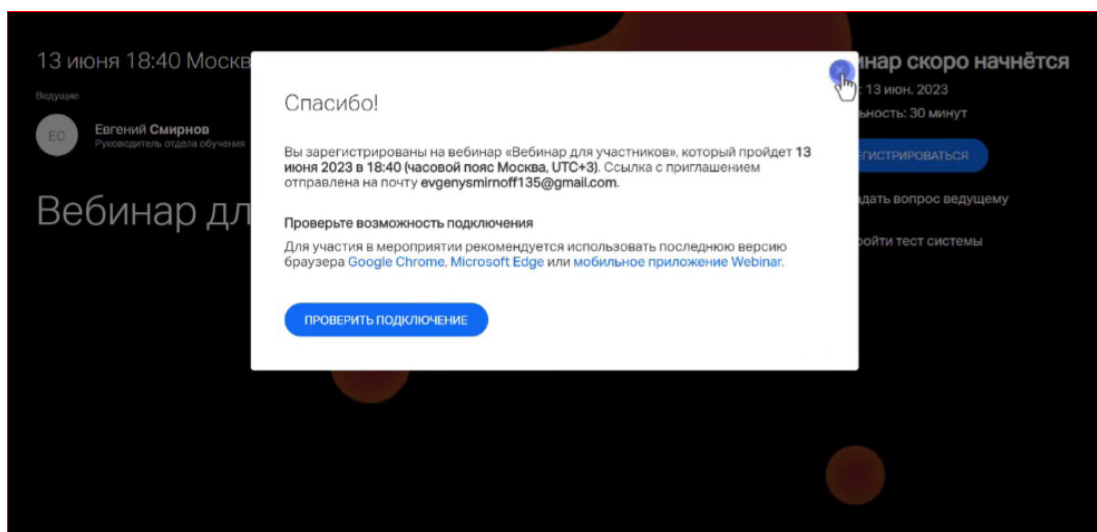 13 июня 18:40 Москв
Ведущие
ЕС
Евгений Смирнов
Руководитель отдела обучения
Вебинар дл
Спасибо!
Вы зарегистрированы на вебинар «Вебинар для участников», который пройдет 13
июня 2023 в 18:40 (часовой пояс Москва, UTC+3). Ссылка с приглашением
отправлена на почту evgenysmirnoff135@gmail.com.
Проверьте возможность подключения
Для участия в мероприятии рекомендуется использовать последнюю версию
браузера Google Chrome, Microsoft Edge или мобильное приложение Webinar.
ПРОВЕРИТЬ ПОДКЛЮЧЕНИЕ
инар скоро начнётся
: 13 июн. 2023
ьность: 30 минут
ГИСТРИРОВАТЬСЯ
дать вопрос ведущему
ройти тест системы